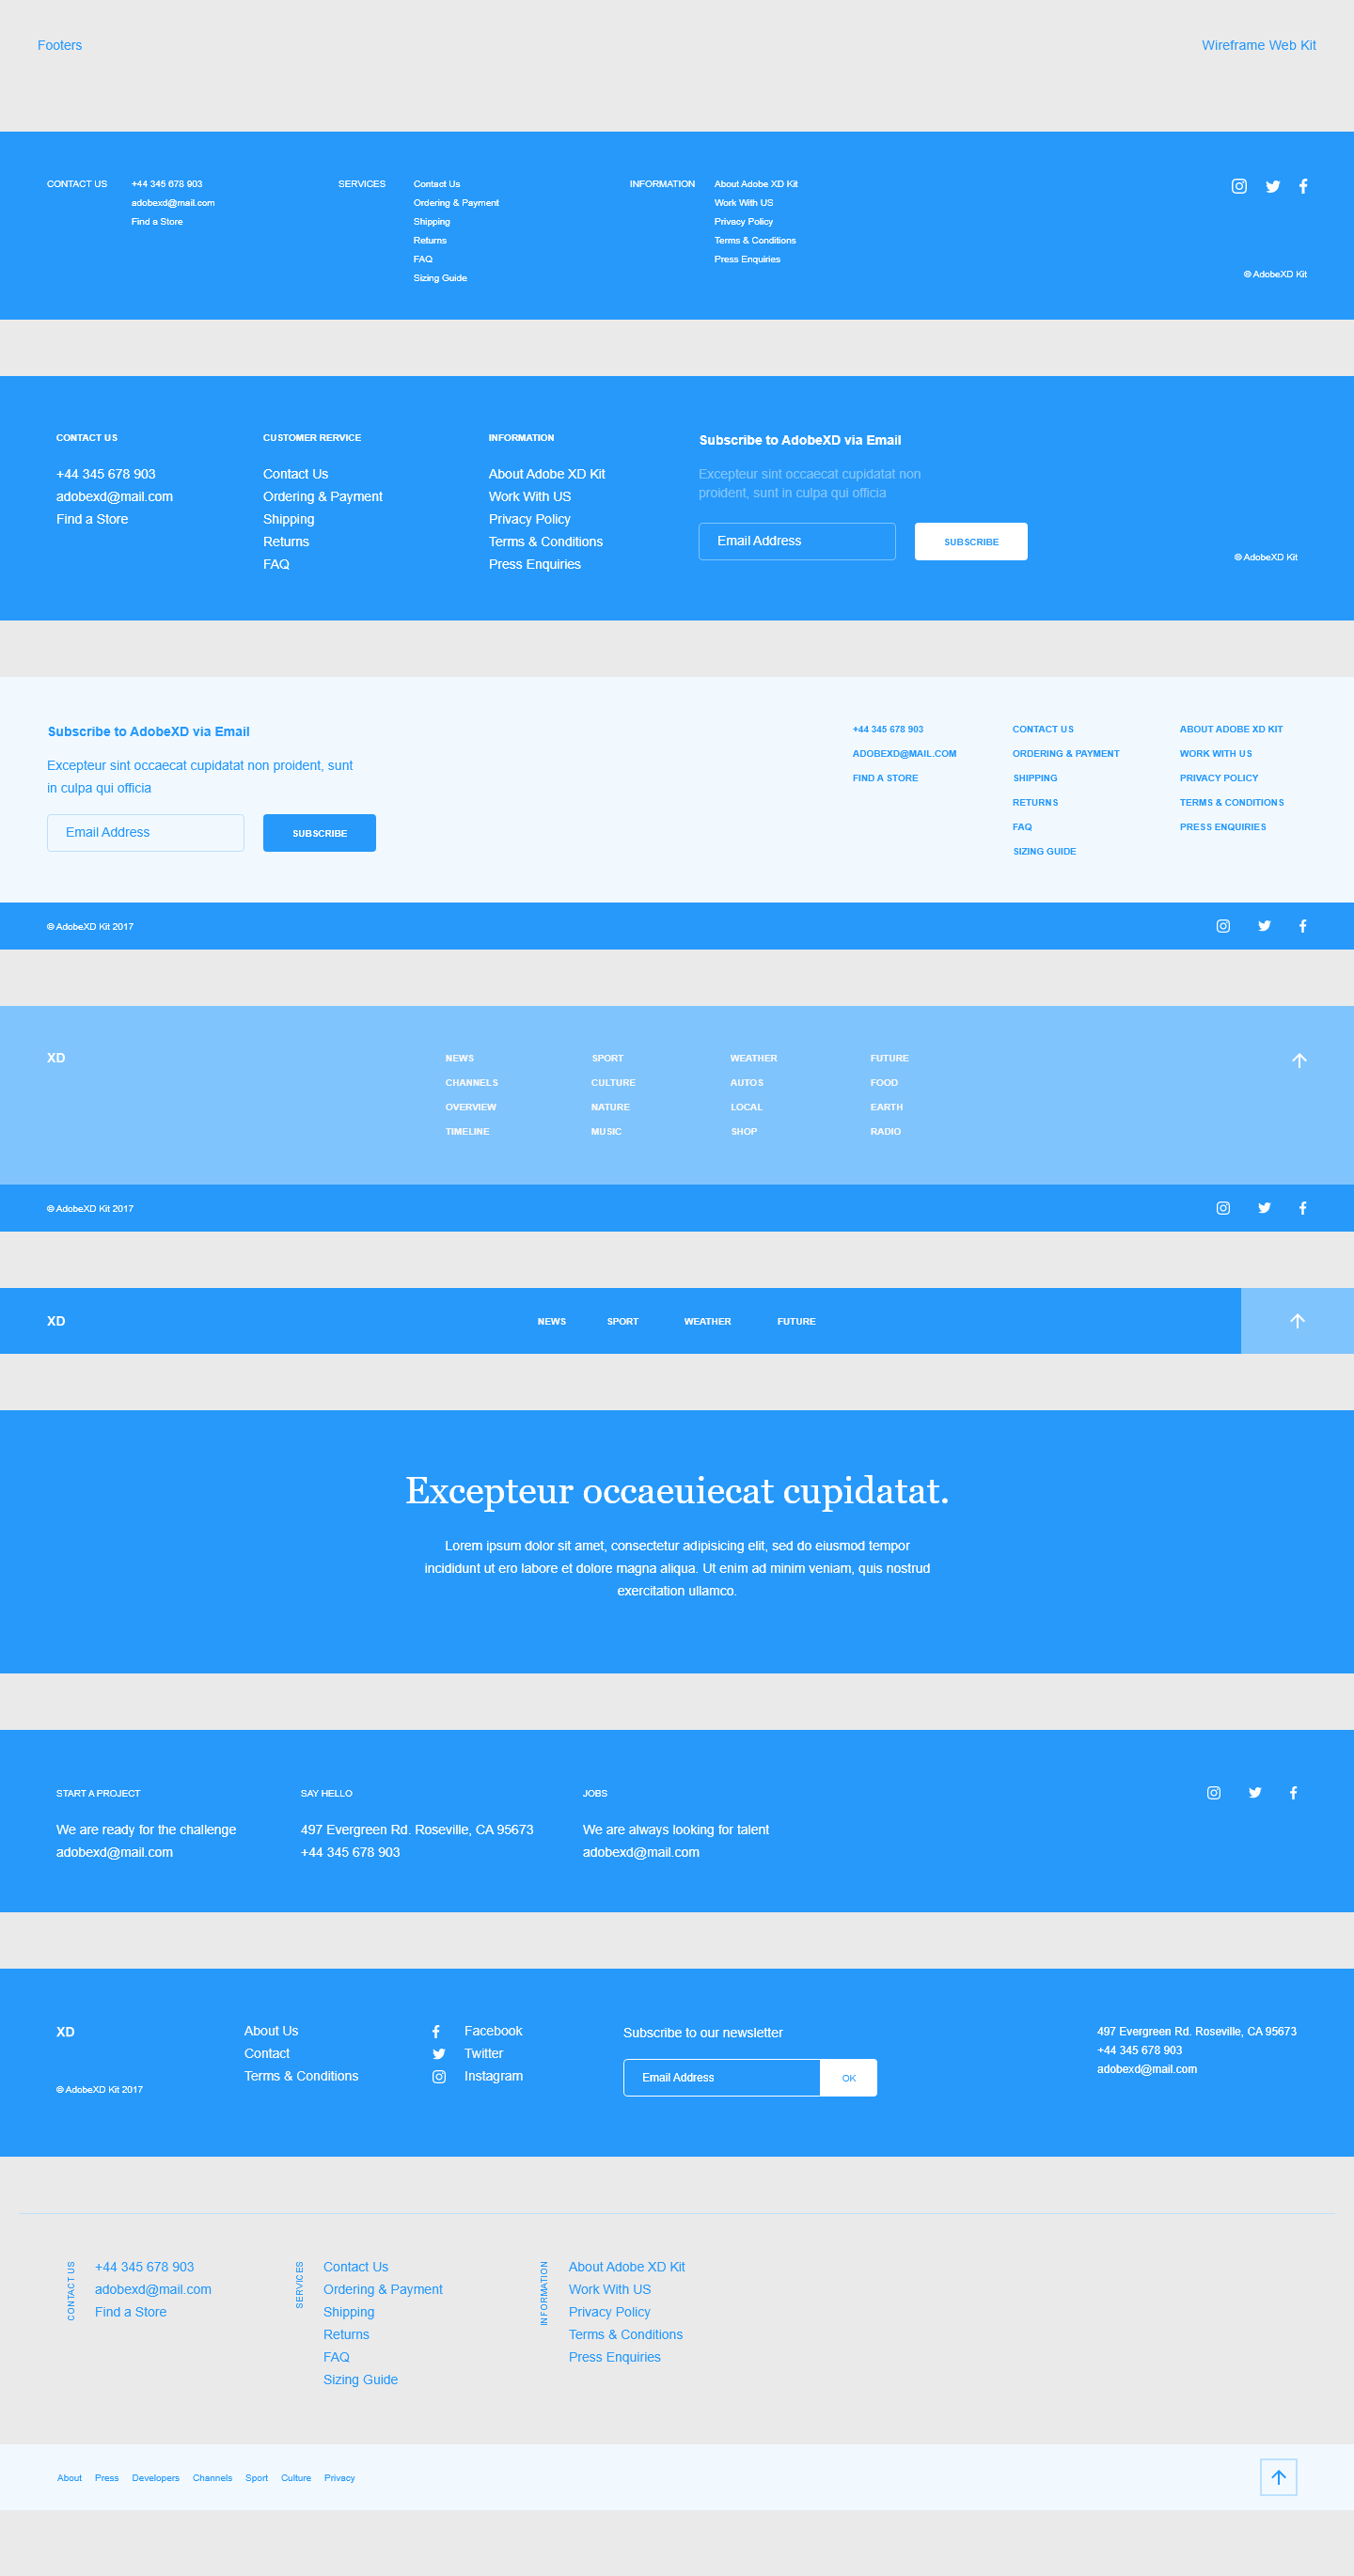 Footers
Wireframe Web Kit
CONTACT US
+44 345 678 903
adobexd@mail.com
Find a Store
SERVICES
Contact Us
Ordering & Payment
Shipping
Returns
FAQ
Sizing Guide
INFORMATION
About Adobe XD Kit
Work With US
Privacy Policy
Terms & Conditions
Press Enquiries
© AdobeXD Kit
CONTACT US
+44 345 678 903
adobexd@mail.com
Find a Store
CUSTOMER RERVICE
Contact Us
Ordering & Payment
Shipping
Returns
FAQ
INFORMATION
About Adobe XD Kit
Work With US
Privacy Policy
Terms & Conditions
Press Enquiries
Subscribe to AdobeXD via Email
Excepteur sint occaecat cupidatat non
proident, sunt in culpa qui officia
Email Address
SUBSCRIBE
© AdobeXD Kit
Subscribe to AdobeXD via Email
Excepteur sint occaecat cupidatat non proident, sunt
in culpa qui officia
Email Address
SUBSCRIBE
+44 345 678 903
ADOBEXD@MAIL.COM
FIND A STORE
CONTACT US
ORDERING & PAYMENT
SHIPPING
RETURNS
FAQ
SIZING GUIDE
ABOUT ADOBE XD KIT
WORK WITH US
PRIVACY POLICY
TERMS & CONDITIONS
PRESS ENQUIRIES
© AdobeXD Kit 2017
XD
NEWS
CHANNELS
OVERVIEW
TIMELINE
SPORT
CULTURE
NATURE
MUSIC
WEATHER
AUTOS
LOCAL
SHOP
FUTURE
FOOD
EARTH
RADIO
© AdobeXD Kit 2017
XD
NEWS
SPORT
WEATHER
FUTURE
Excepteur occaeuiecat cupidatat.
Lorem ipsum dolor sit amet, consectetur adipisicing elit, sed do eiusmod tempor
incididunt ut ero labore et dolore magna aliqua. Ut enim ad minim veniam, quis nostrud
exercitation ullamco.
START A PROJECT
We are ready for the challenge
adobexd@mail.com
SAY HELLO
497 Evergreen Rd. Roseville, CA 95673
+44 345 678 903
JOBS
We are always looking for talent
adobexd@mail.com
XD
© AdobeXD Kit 2017
About Us
Contact
Terms & Conditions
Facebook
Twitter
Instagram
Subscribe to our newsletter
Email Address
OK
497 Evergreen Rd. Roseville, CA 95673
+44 345 678 903
adobexd@mail.com
CONTACT US
+44 345 678 903
adobexd@mail.com
Find a Store
SERVICES
Contact Us
Ordering & Payment
Shipping
Returns
FAQ
Sizing Guide
INFORMATION
About Adobe XD Kit
Work With US
Privacy Policy
Terms & Conditions
Press Enquiries
About Press Developers Channels Sport Culture Privacy